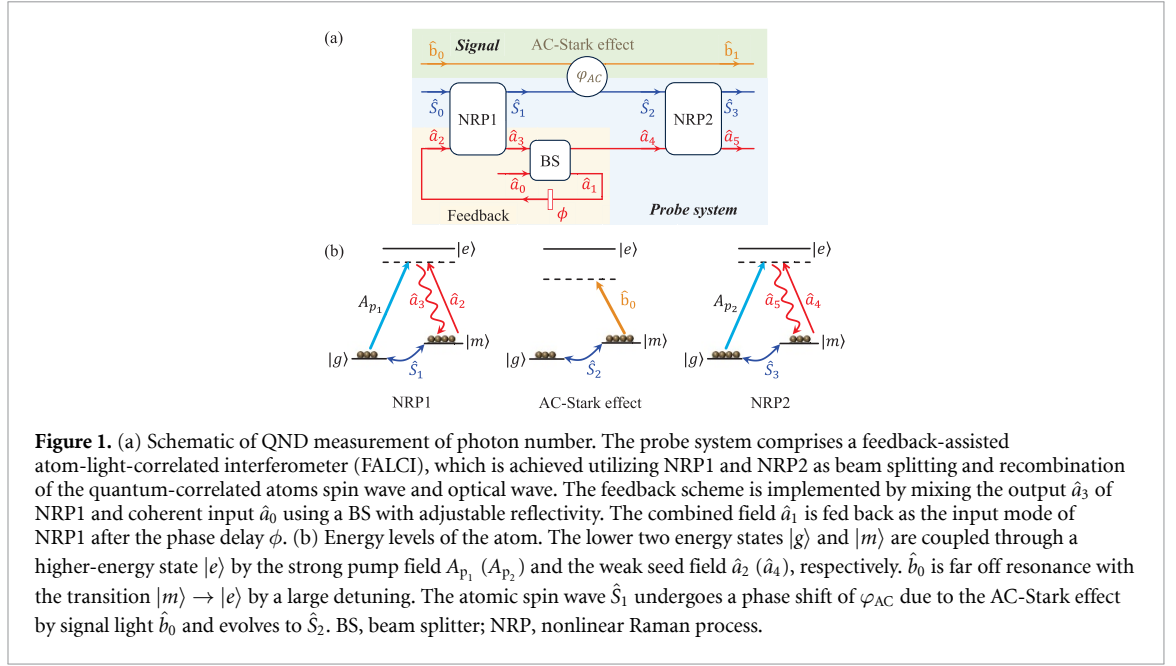 (a)
Signal AC-Stark effect
b̂₀ φ_AC b̂₁
Ŝ₀ Ŝ₁ Ŝ₂ Ŝ₃
NRP1 NRP2
â₂ â₃ â₄ â₅
BS
â₀ â₁
Feedback ϕ Probe system
(b)
|e⟩ |e⟩ |e⟩
A_p₁ â₃ â₂ b̂₀ A_p₂ â₅ â₄
|m⟩ |m⟩ |m⟩
|g⟩ |g⟩ |g⟩
Ŝ₁ Ŝ₂ Ŝ₃
NRP1 AC-Stark effect NRP2
Figure 1. (a) Schematic of QND measurement of photon number. The probe system comprises a feedback-assisted
atom-light-correlated interferometer (FALCI), which is achieved utilizing NRP1 and NRP2 as beam splitting and recombination
of the quantum-correlated atoms spin wave and optical wave. The feedback scheme is implemented by mixing the output â₃ of
NRP1 and coherent input â₀ using a BS with adjustable reflectivity. The combined field â₁ is fed back as the input mode of
NRP1 after the phase delay ϕ. (b) Energy levels of the atom. The lower two energy states |g⟩ and |m⟩ are coupled through a
higher-energy state |e⟩ by the strong pump field A_p₁ (A_p₂) and the weak seed field â₂ (â₄), respectively. b̂₀ is far off resonance with
the transition |m⟩ → |e⟩ by a large detuning. The atomic spin wave Ŝ₁ undergoes a phase shift of φ_AC due to the AC-Stark effect
by signal light b̂₀ and evolves to Ŝ₂. BS, beam splitter; NRP, nonlinear Raman process.